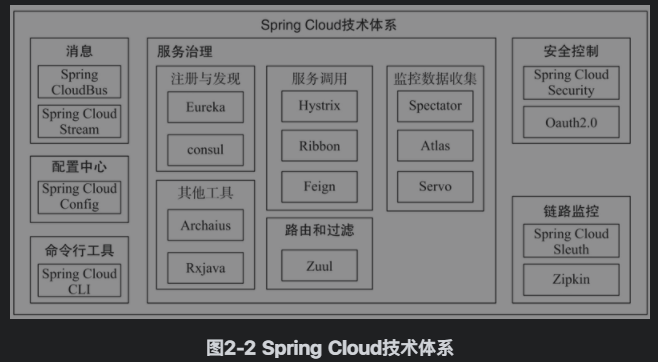 Spring Cloud技术体系
消息
Spring
CloudBus
Spring Cloud
Stream
配置中心
Spring Cloud
Config
命令行工具
Spring Cloud
CLI
服务治理
注册与发现
Eureka
consul
其他工具
Archaius
Rxjava
服务调用
Hystrix
Ribbon
Feign
路由和过滤
Zuul
监控数据收集
Spectator
Atlas
Servo
安全控制
Spring Cloud
Security
Oauth2.0
链路监控
Spring Cloud
Sleuth
Zipkin
图2-2 Spring Cloud技术体系